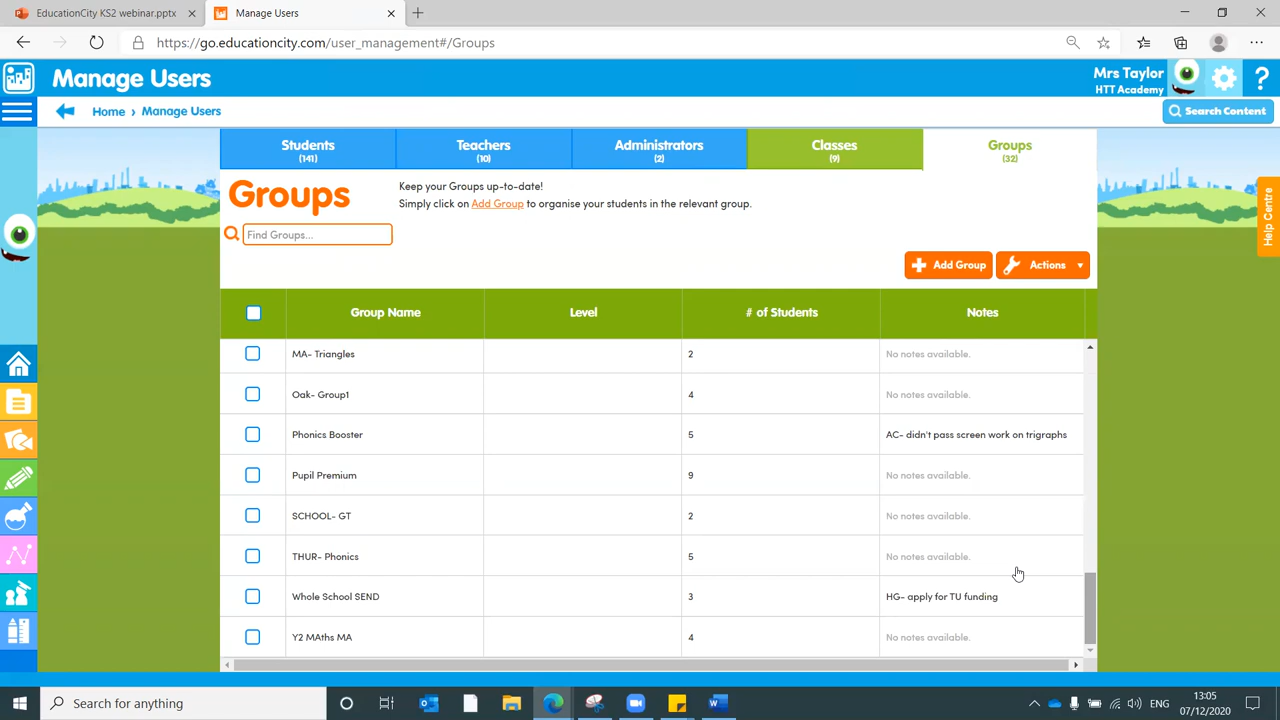 EducationCity KS2 webinar.pptx
Manage Users
https://go.educationcity.com/user_management#/Groups
Manage Users
Mrs Taylor
HTT Academy
?
Home › Manage Users
Search Content
Students
(141)
Teachers
(10)
Administrators
(2)
Classes
(9)
Groups
(32)
Groups
Keep your Groups up-to-date!
Simply click on Add Group to organise your students in the relevant group.
Find Groups...
Add Group
Actions
Help Centre
Group Name Level # of Students Notes
MA- Triangles 2 No notes available.
Oak- Group1 4 No notes available.
Phonics Booster 5 AC- didn't pass screen work on trigraphs
Pupil Premium 9 No notes available.
SCHOOL- GT 2 No notes available.
THUR- Phonics 5 No notes available.
Whole School SEND 3 HG- apply for TU funding
Y2 MAths MA 4 No notes available.
Search for anything
ENG
13:05
07/12/2020